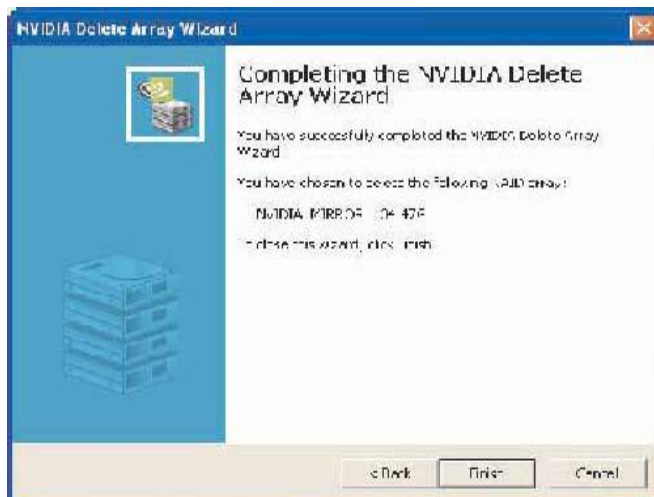 NVIDIA Delete Array Wizard
Completing the NVIDIA Delete
Array Wizard
You have successfully completed the NVIDIA Delete Array
Wizard
You have chosen to delete the following RAID array:
NVIDIA MIRROR
To close this wizard, click Finish
< Back
Finish
Cancel